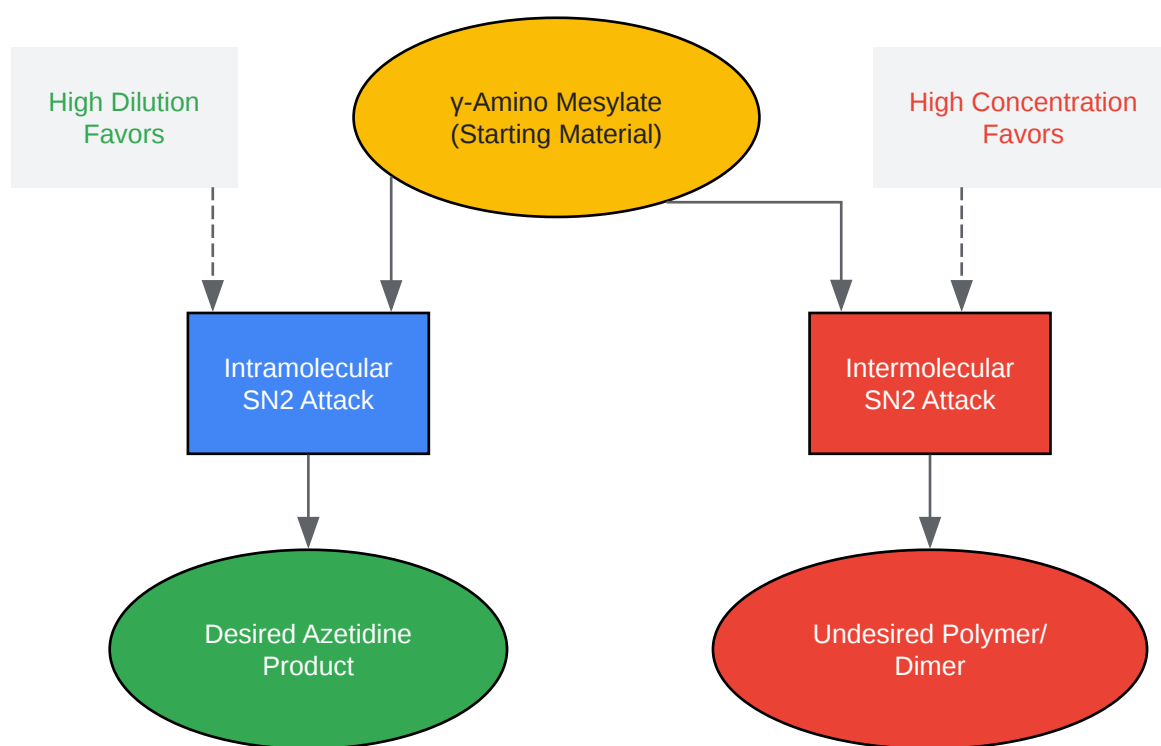 High Dilution
Favors
γ-Amino Mesylate
(Starting Material)
High Concentration
Favors
Intramolecular
SN2 Attack
Intermolecular
SN2 Attack
Desired Azetidine
Product
Undesired Polymer/
Dimer